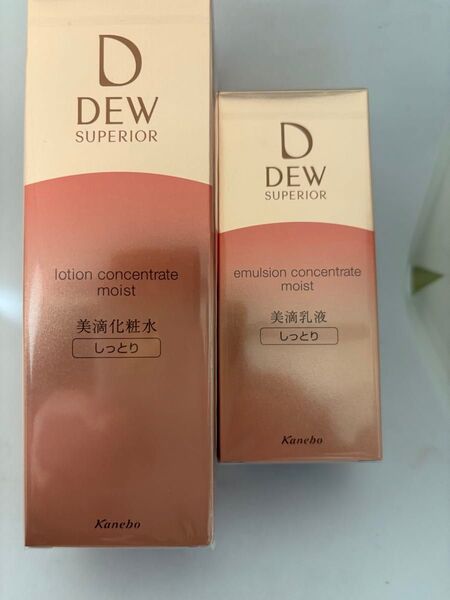 D
DEW
SUPERIOR
lotion concentrate
moist
美滴化粧水
しっとり
Kanebo
D
DEW
SUPERIOR
emulsion concentrate
moist
美滴乳液
しっとり
Kanebo